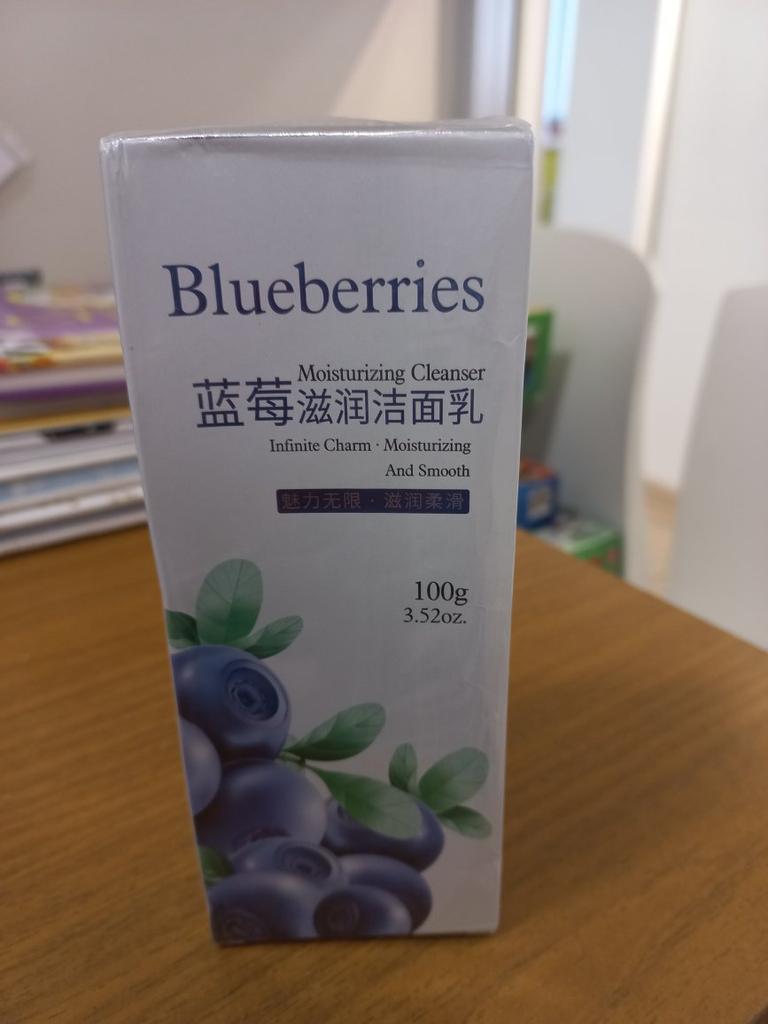 Blueberries
Moisturizing Cleanser
蓝莓滋润洁面乳
Infinite Charm · Moisturizing
And Smooth
魅力无限 · 滋润柔滑
100g
3.52oz.